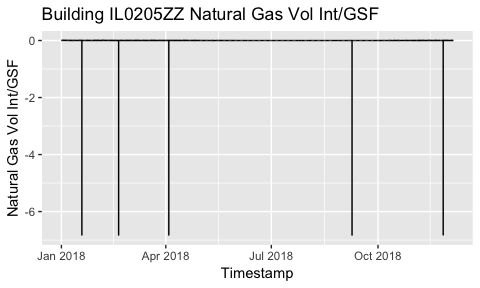 Building IL0205ZZ Natural Gas Vol Int/GSF
Natural Gas Vol Int/GSF
0
-2
-4
-6
Jan 2018
Apr 2018
Jul 2018
Oct 2018
Timestamp